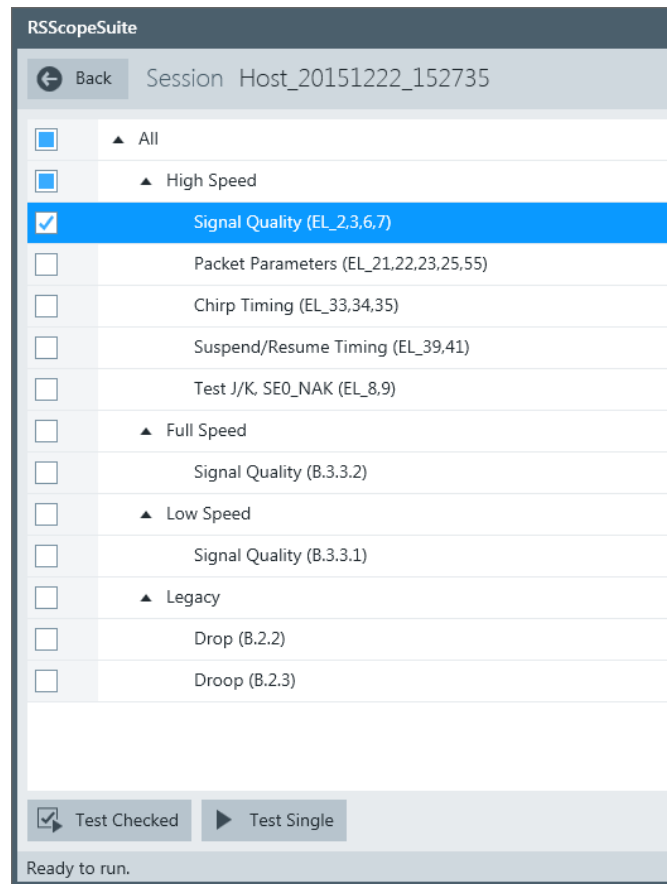 RSScopeSuite
Back Session Host_20151222_152735
All
High Speed
Signal Quality (EL_2,3,6,7)
Packet Parameters (EL_21,22,23,25,55)
Chirp Timing (EL_33,34,35)
Suspend/Resume Timing (EL_39,41)
Test J/K, SE0_NAK (EL_8,9)
Full Speed
Signal Quality (B.3.3.2)
Low Speed
Signal Quality (B.3.3.1)
Legacy
Drop (B.2.2)
Droop (B.2.3)
Test Checked Test Single
Ready to run.